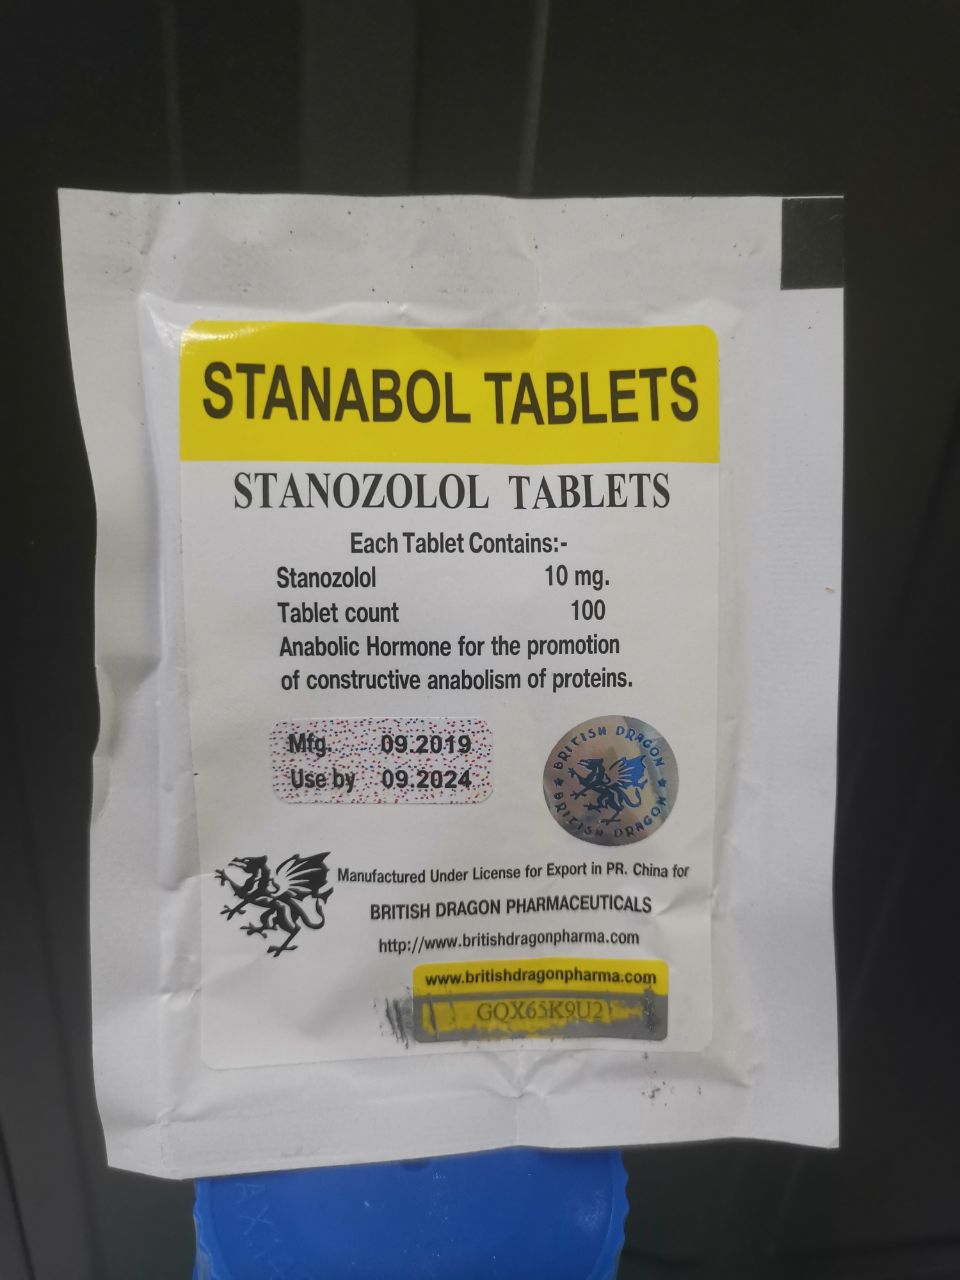 STANABOL TABLETS
STANOZOLOL TABLETS
Each Tablet Contains:-
Stanozolol 10 mg.
Tablet count 100
Anabolic Hormone for the promotion
of constructive anabolism of proteins.
Mfg. 09.2019
Use by 09.2024
BRITISH DRAGON
BRITISH DRAGON
Manufactured Under License for Export in PR. China for
BRITISH DRAGON PHARMACEUTICALS
http://www.britishdragonpharma.com
www.britishdragonpharma.com
GQX65K9U2